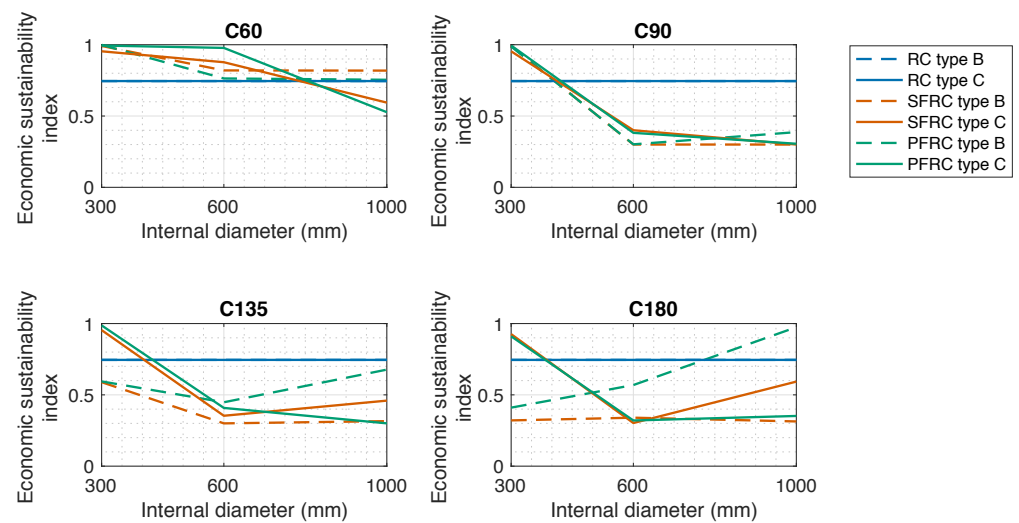 C60
Economic sustainability
index
1
0.5
0
300
600
1000
Internal diameter (mm)
C90
Economic sustainability
index
1
0.5
0
300
600
1000
Internal diameter (mm)
RC type B
RC type C
SFRC type B
SFRC type C
PFRC type B
PFRC type C
C135
Economic sustainability
index
1
0.5
0
300
600
1000
Internal diameter (mm)
C180
Economic sustainability
index
1
0.5
0
300
600
1000
Internal diameter (mm)